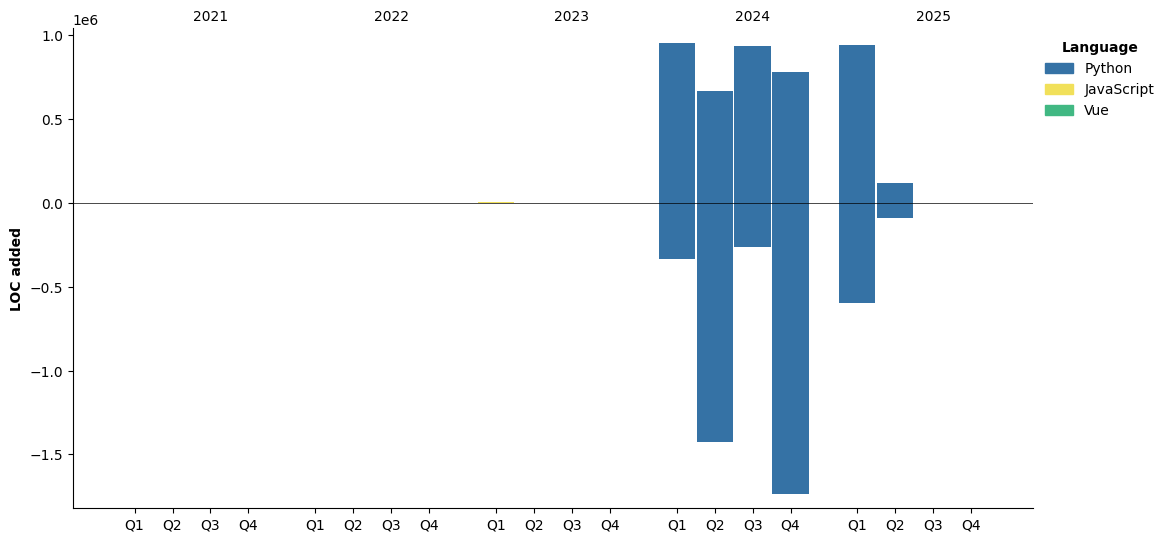 2021 2022 2023 2024 2025
1e6
1.0
0.5
0.0
−0.5
−1.0
−1.5
LOC added
Q1 Q2 Q3 Q4 Q1 Q2 Q3 Q4 Q1 Q2 Q3 Q4 Q1 Q2 Q3 Q4 Q1 Q2 Q3 Q4
Language
Python
JavaScript
Vue